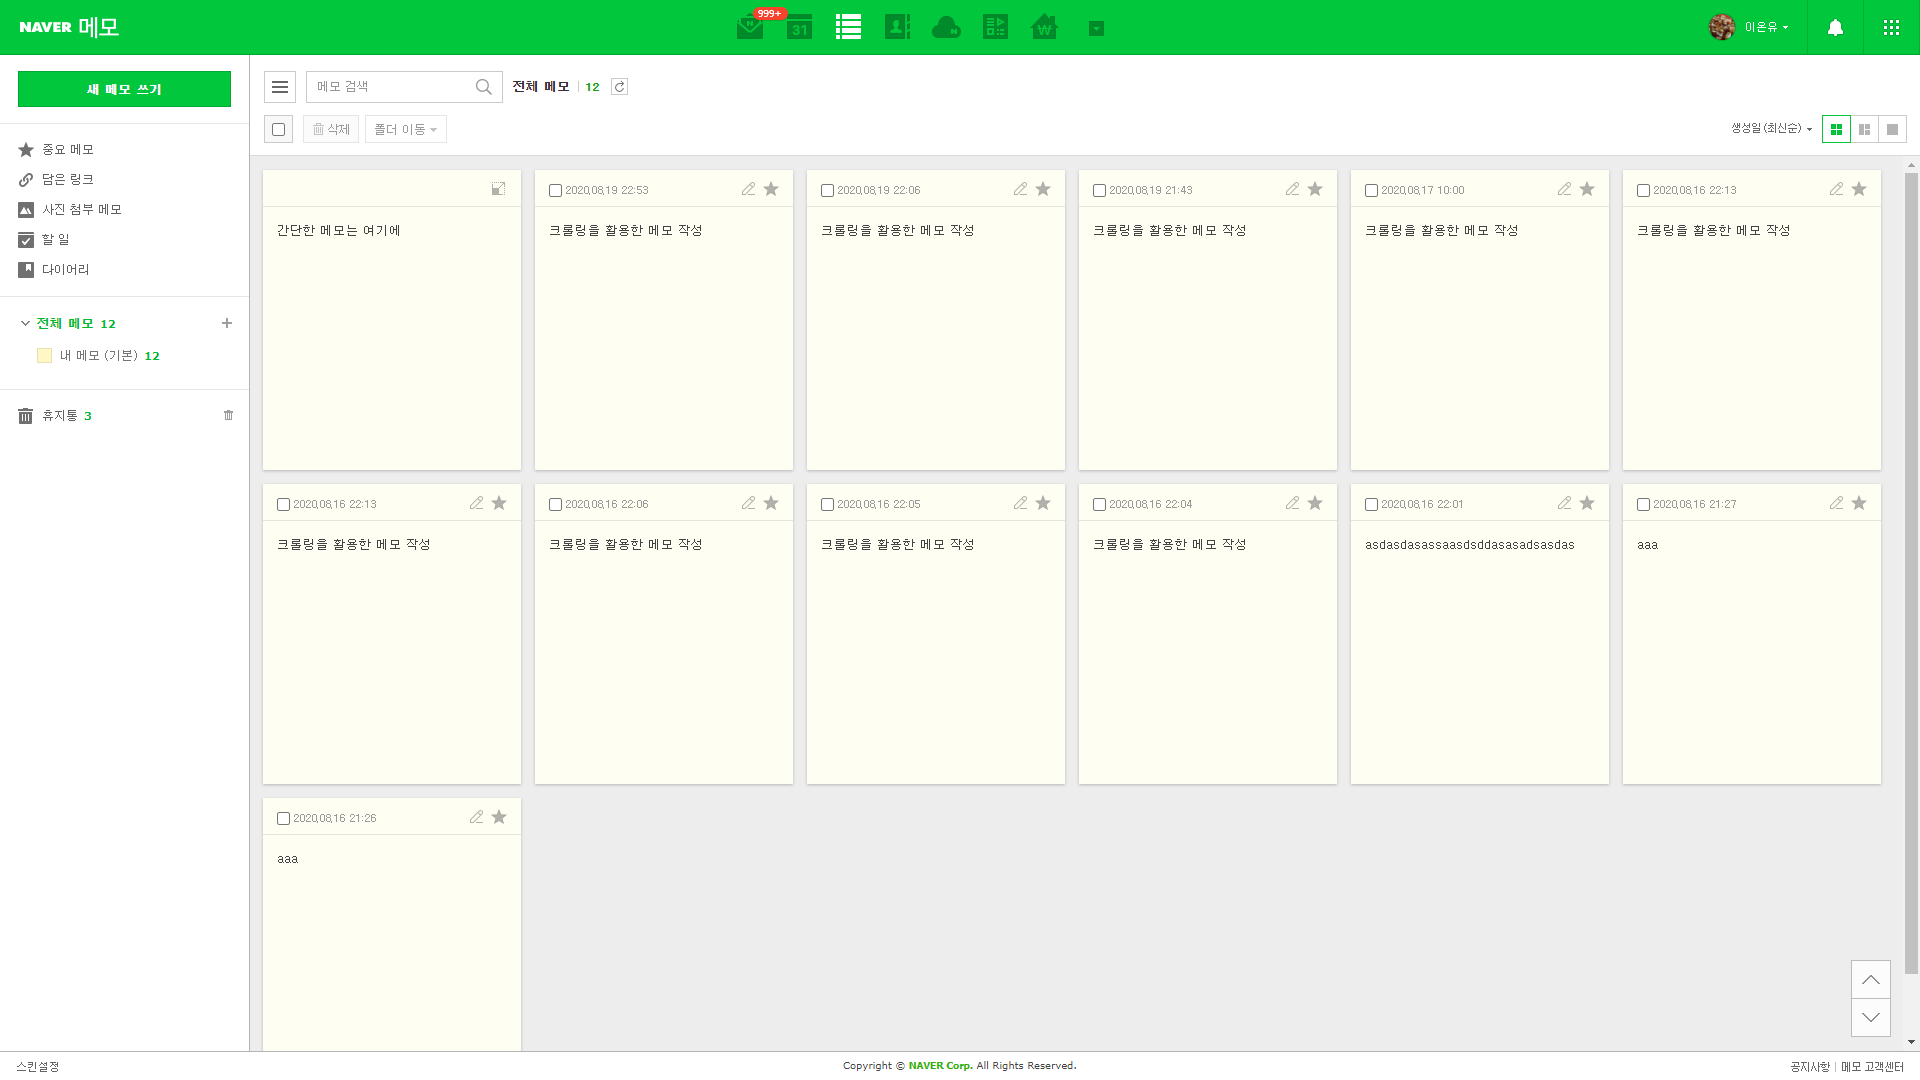 NAVER 메모
999+
31
이온유
새 메모 쓰기
메모 검색
전체 메모 12
삭제
폴더 이동
생성일 (최신순)
중요 메모
담은 링크
사진 첨부 메모
할 일
다이어리
전체 메모 12
내 메모 (기본) 12
휴지통 3
간단한 메모는 여기에
2020.08.19 22:53
크롤링을 활용한 메모 작성
2020.08.19 22:06
크롤링을 활용한 메모 작성
2020.08.19 21:43
크롤링을 활용한 메모 작성
2020.08.17 10:00
크롤링을 활용한 메모 작성
2020.08.16 22:13
크롤링을 활용한 메모 작성
2020.08.16 22:13
크롤링을 활용한 메모 작성
2020.08.16 22:06
크롤링을 활용한 메모 작성
2020.08.16 22:05
크롤링을 활용한 메모 작성
2020.08.16 22:04
크롤링을 활용한 메모 작성
2020.08.16 22:01
asdasdasassaasdsddasasadsasdas
2020.08.16 21:27
aaa
2020.08.16 21:26
aaa
스킨설정
Copyright © NAVER Corp. All Rights Reserved.
공지사항 | 메모 고객센터